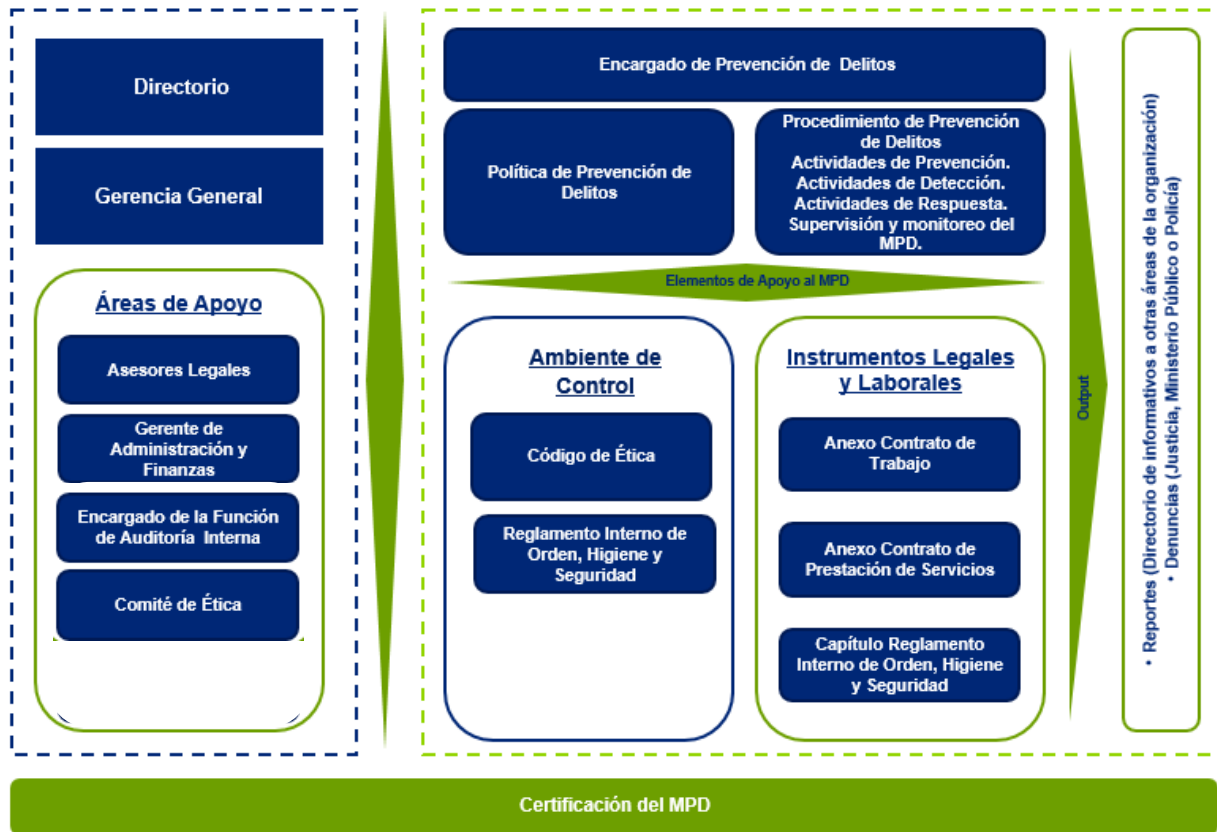 Directorio
Gerencia General
Áreas de Apoyo
Asesores Legales
Gerente de
Administración y
Finanzas
Encargado de la Función
de Auditoría Interna
Comité de Ética
Encargado de Prevención de Delitos
Política de Prevención de
Delitos
Procedimiento de Prevención
de Delitos
Actividades de Prevención.
Actividades de Detección.
Actividades de Respuesta.
Supervisión y monitoreo del
MPD.
Elementos de Apoyo al MPD
Ambiente de
Control
Código de Ética
Reglamento Interno de
Orden, Higiene y
Seguridad
Instrumentos Legales
y Laborales
Anexo Contrato de
Trabajo
Anexo Contrato de
Prestación de Servicios
Capítulo Reglamento
Interno de Orden, Higiene
y Seguridad
Output
• Reportes (Directorio de informativos a otras áreas de la organización)
• Denuncias (Justicia, Ministerio Público o Policía)
Certificación del MPD